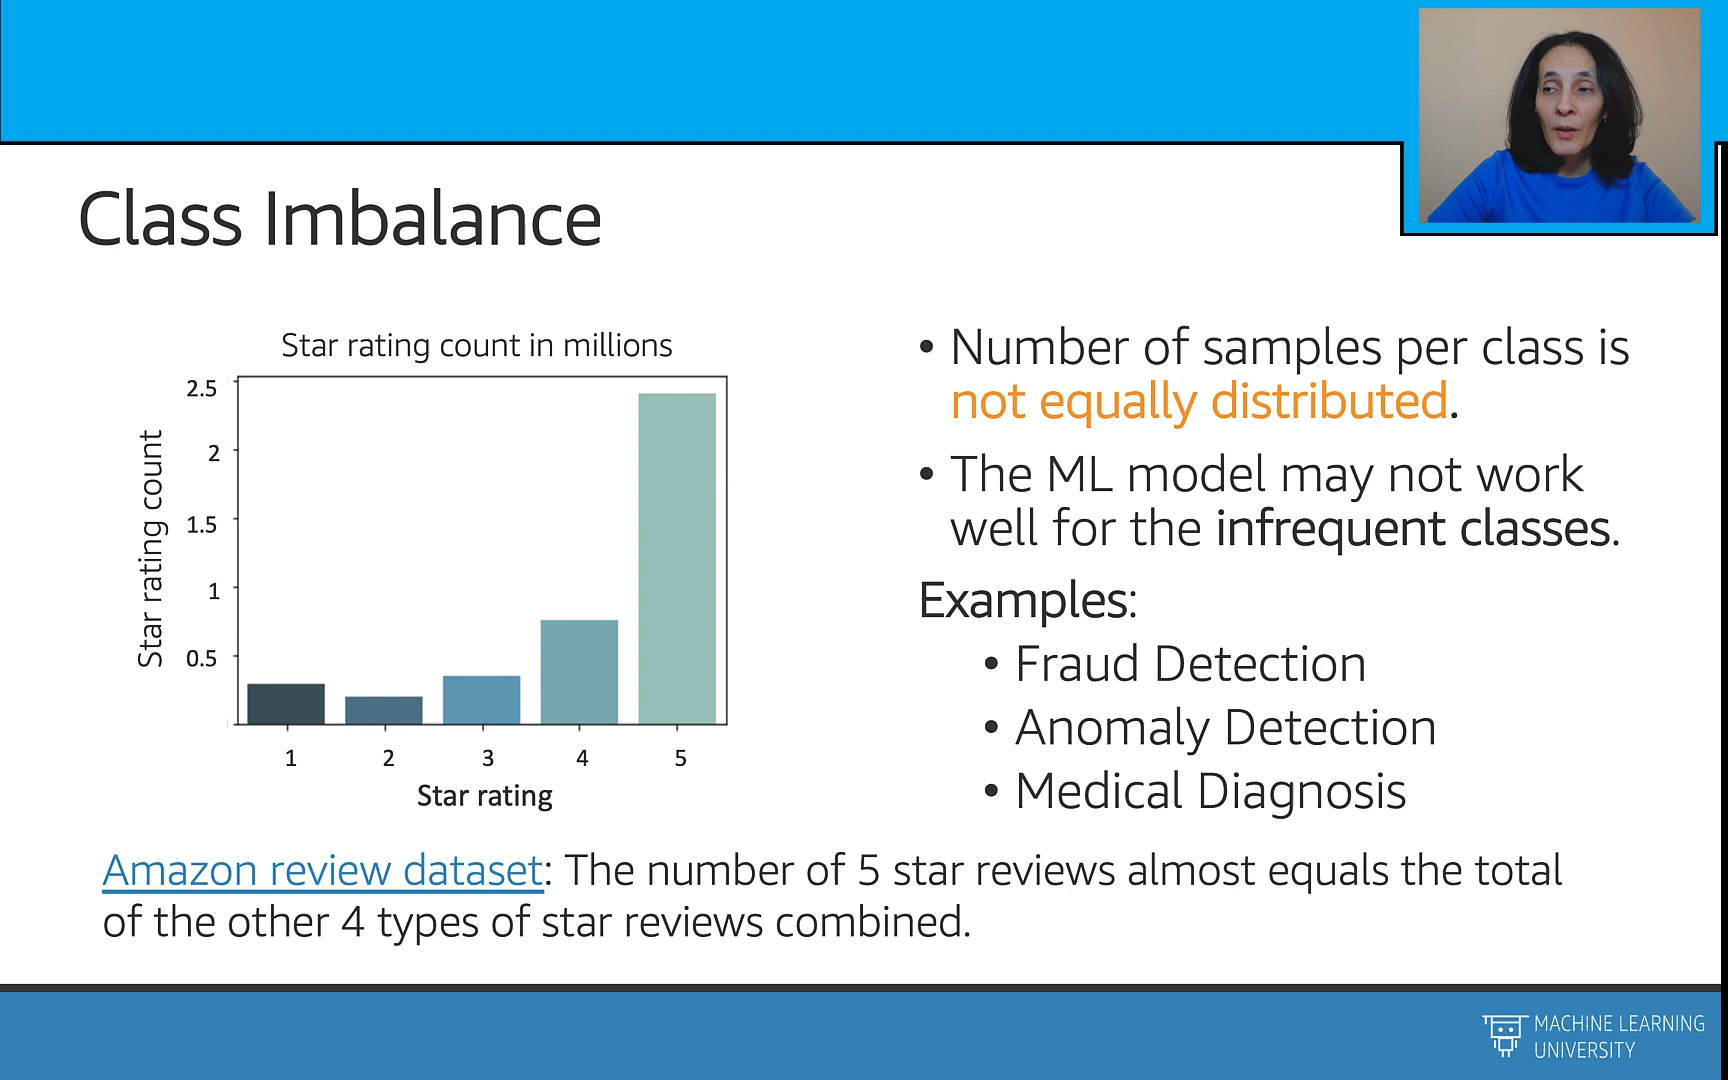 Class Imbalance
Star rating count in millions
Star rating count
2.5
2
1.5
1
0.5
1 2 3 4 5
Star rating
• Number of samples per class is
not equally distributed.
• The ML model may not work
well for the infrequent classes.
Examples:
• Fraud Detection
• Anomaly Detection
• Medical Diagnosis
Amazon review dataset: The number of 5 star reviews almost equals the total
of the other 4 types of star reviews combined.
MACHINE LEARNING
UNIVERSITY